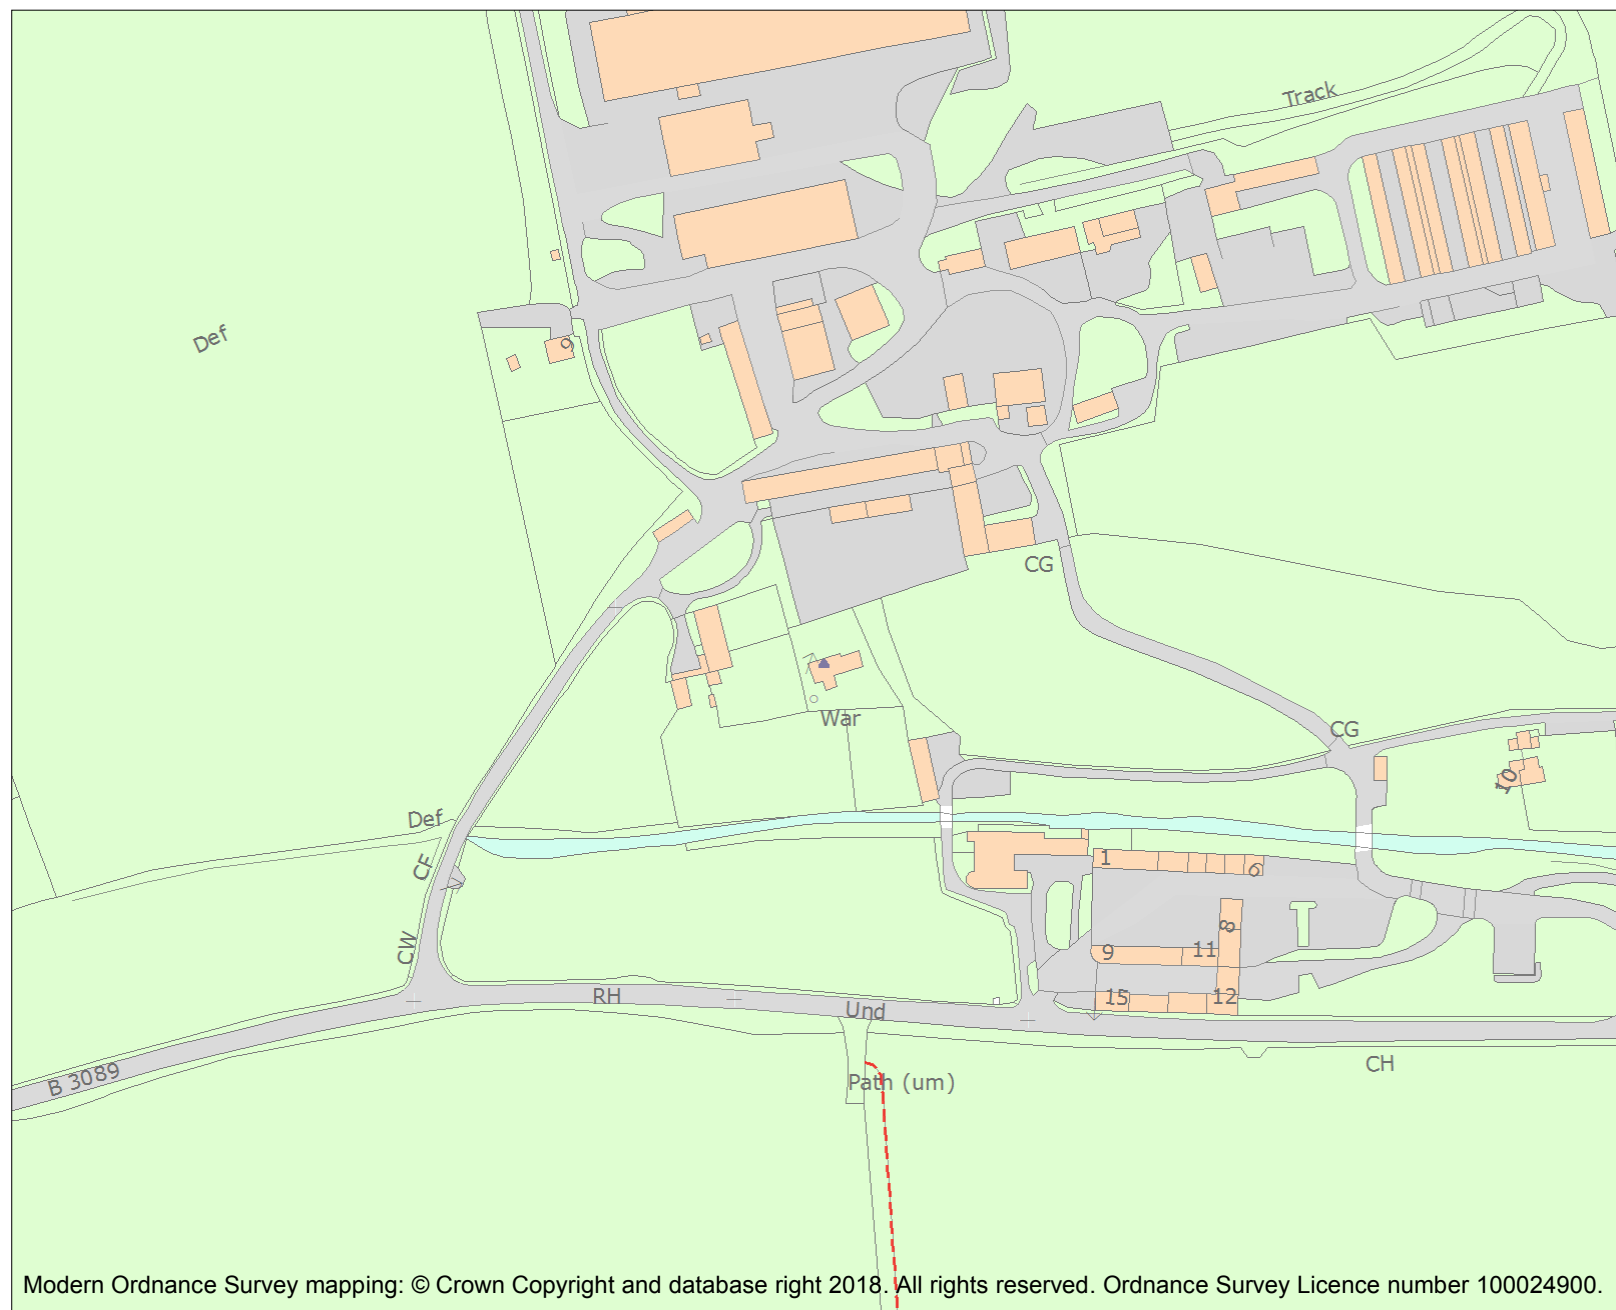 Track
Def
9
CG
War
CG
10
Def
CF
1
6
8
CW
9
11
RH
15
12
Und
CH
B 3089
Path (um)
Modern Ordnance Survey mapping: © Crown Copyright and database right 2018. All rights reserved. Ordnance Survey Licence number 100024900.